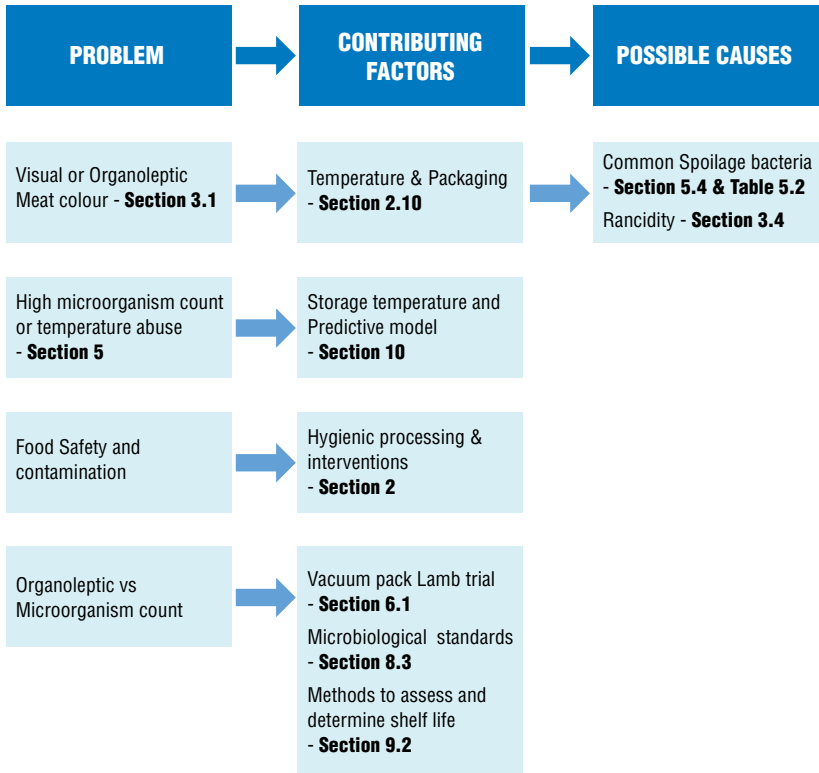 PROBLEM
CONTRIBUTING
FACTORS
POSSIBLE CAUSES
Visual or Organoleptic
Meat colour - Section 3.1
Temperature & Packaging
- Section 2.10
Common Spoilage bacteria
- Section 5.4 & Table 5.2
Rancidity - Section 3.4
High microorganism count
or temperature abuse
- Section 5
Storage temperature and
Predictive model
- Section 10
Food Safety and
contamination
Hygienic processing &
interventions
- Section 2
Organoleptic vs
Microorganism count
Vacuum pack Lamb trial
- Section 6.1
Microbiological standards
- Section 8.3
Methods to assess and
determine shelf life
- Section 9.2